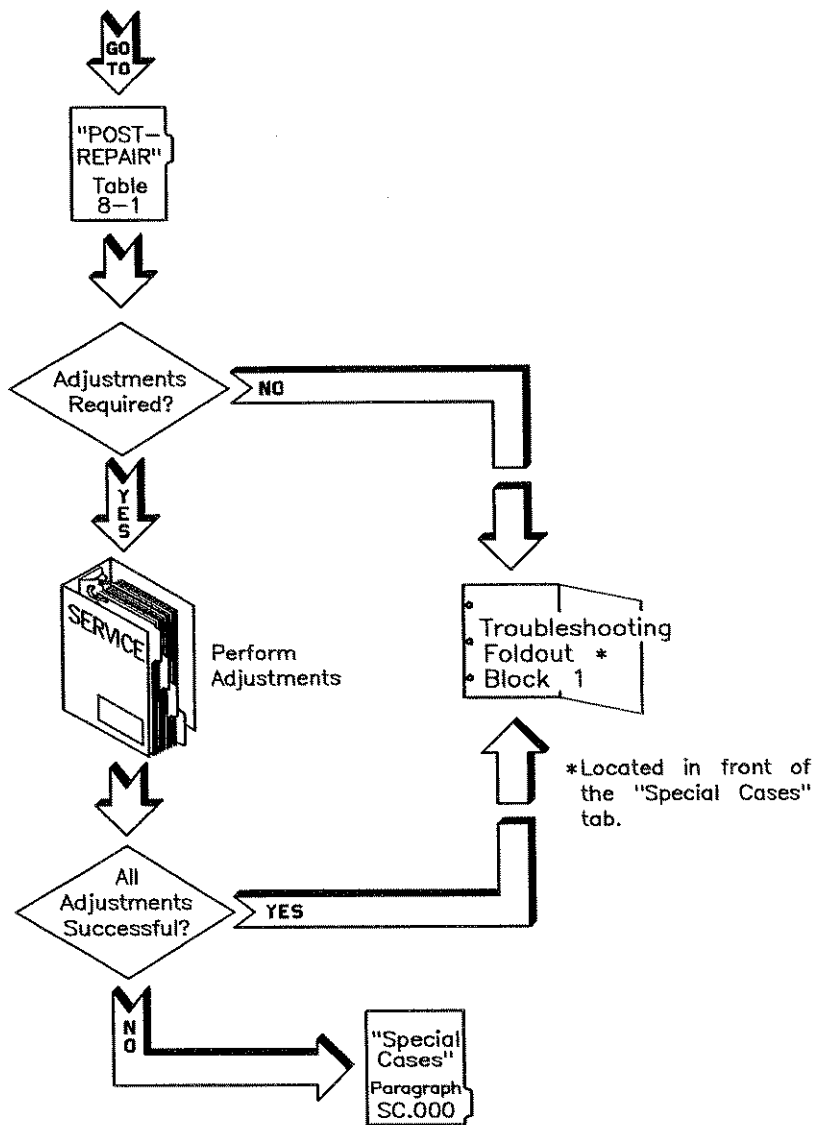 GO
TO
"POST-
REPAIR"
Table
8-1
Adjustments
Required?
NO
YES
SERVICE
Perform
Adjustments
Troubleshooting
Foldout *
Block 1
*Located in front of
the "Special Cases"
tab.
All
Adjustments
Successful?
YES
NO
"Special
Cases"
Paragraph
SC.000